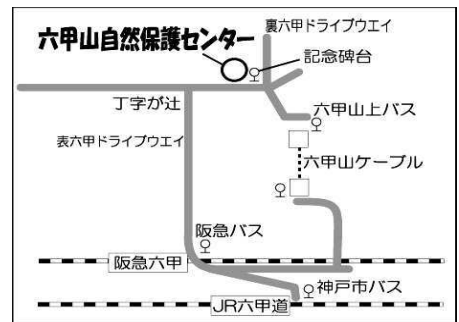 裏六甲ドライブウエイ
六甲山自然保護センター
記念碑台
丁字が辻
六甲山上バス
表六甲ドライブウエイ
六甲山ケーブル
阪急バス
阪急六甲
神戸市バス
JR六甲道